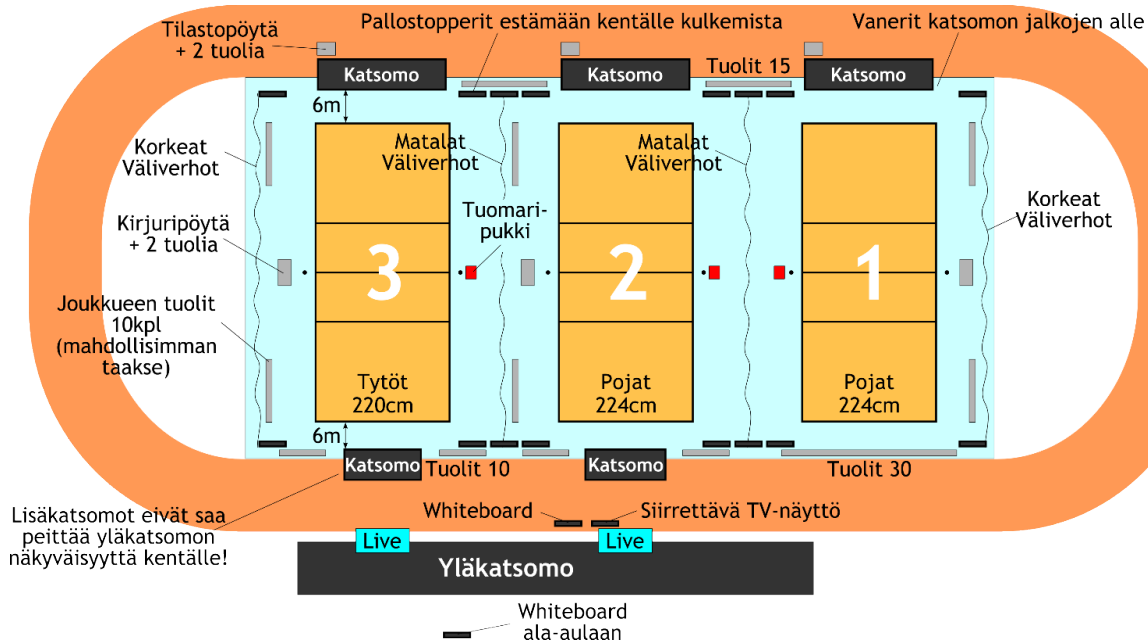 Tilastopöytä
+ 2 tuolia
Pallostopperit estämään kentälle kulkemista
Vanerit katsomon jalkojen alle
Katsomo
Katsomo
Tuolit 15
Katsomo
6m
Korkeat
Väliverhot
Matalat
Väliverhot
Matalat
Väliverhot
Korkeat
Väliverhot
Kirjuripöytä
+ 2 tuolia
Tuomari-
pukki
3
2
1
Joukkueen tuolit
10kpl
(mahdollisimman
taakse)
Tytöt
220cm
Pojat
224cm
Pojat
224cm
6m
Katsomo
Tuolit 10
Katsomo
Tuolit 30
Lisäkatsomot eivät saa
peittää yläkatsomon
näkyväisyyttä kentälle!
Whiteboard
Siirrettävä TV-näyttö
Live
Live
Yläkatsomo
Whiteboard
ala-aulaan